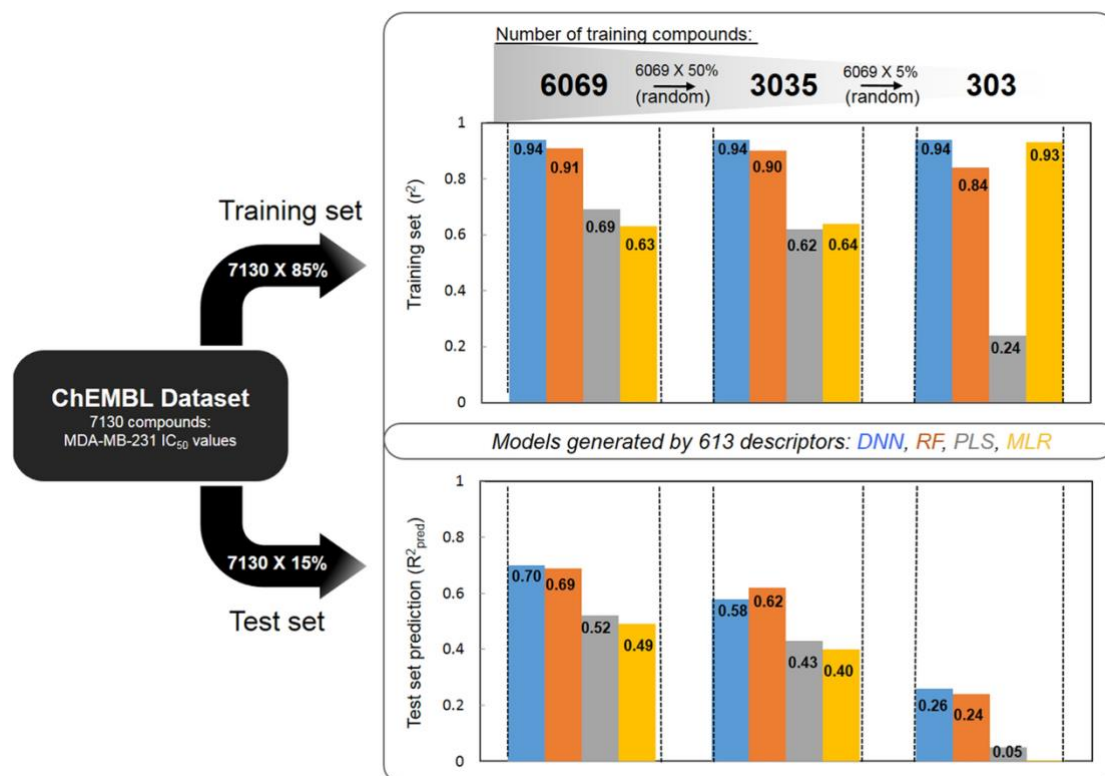 Number of training compounds:
6069 X 50%
6069 X 5%
6069
3035
303
(random)
(random)
1
0.8
0.6
0.4
0.2
0
Training set (r²)
0.94
0.91
0.69
0.63
0.94
0.90
0.62
0.64
0.94
0.84
0.24
0.93
Training set
7130 X 85%
ChEMBL Dataset
7130 compounds:
MDA-MB-231 IC₅₀ values
7130 X 15%
Test set
Models generated by 613 descriptors: DNN, RF, PLS, MLR
1
0.8
0.6
0.4
0.2
0
Test set prediction (R²pred)
0.70
0.69
0.52
0.49
0.58
0.62
0.43
0.40
0.26
0.24
0.05